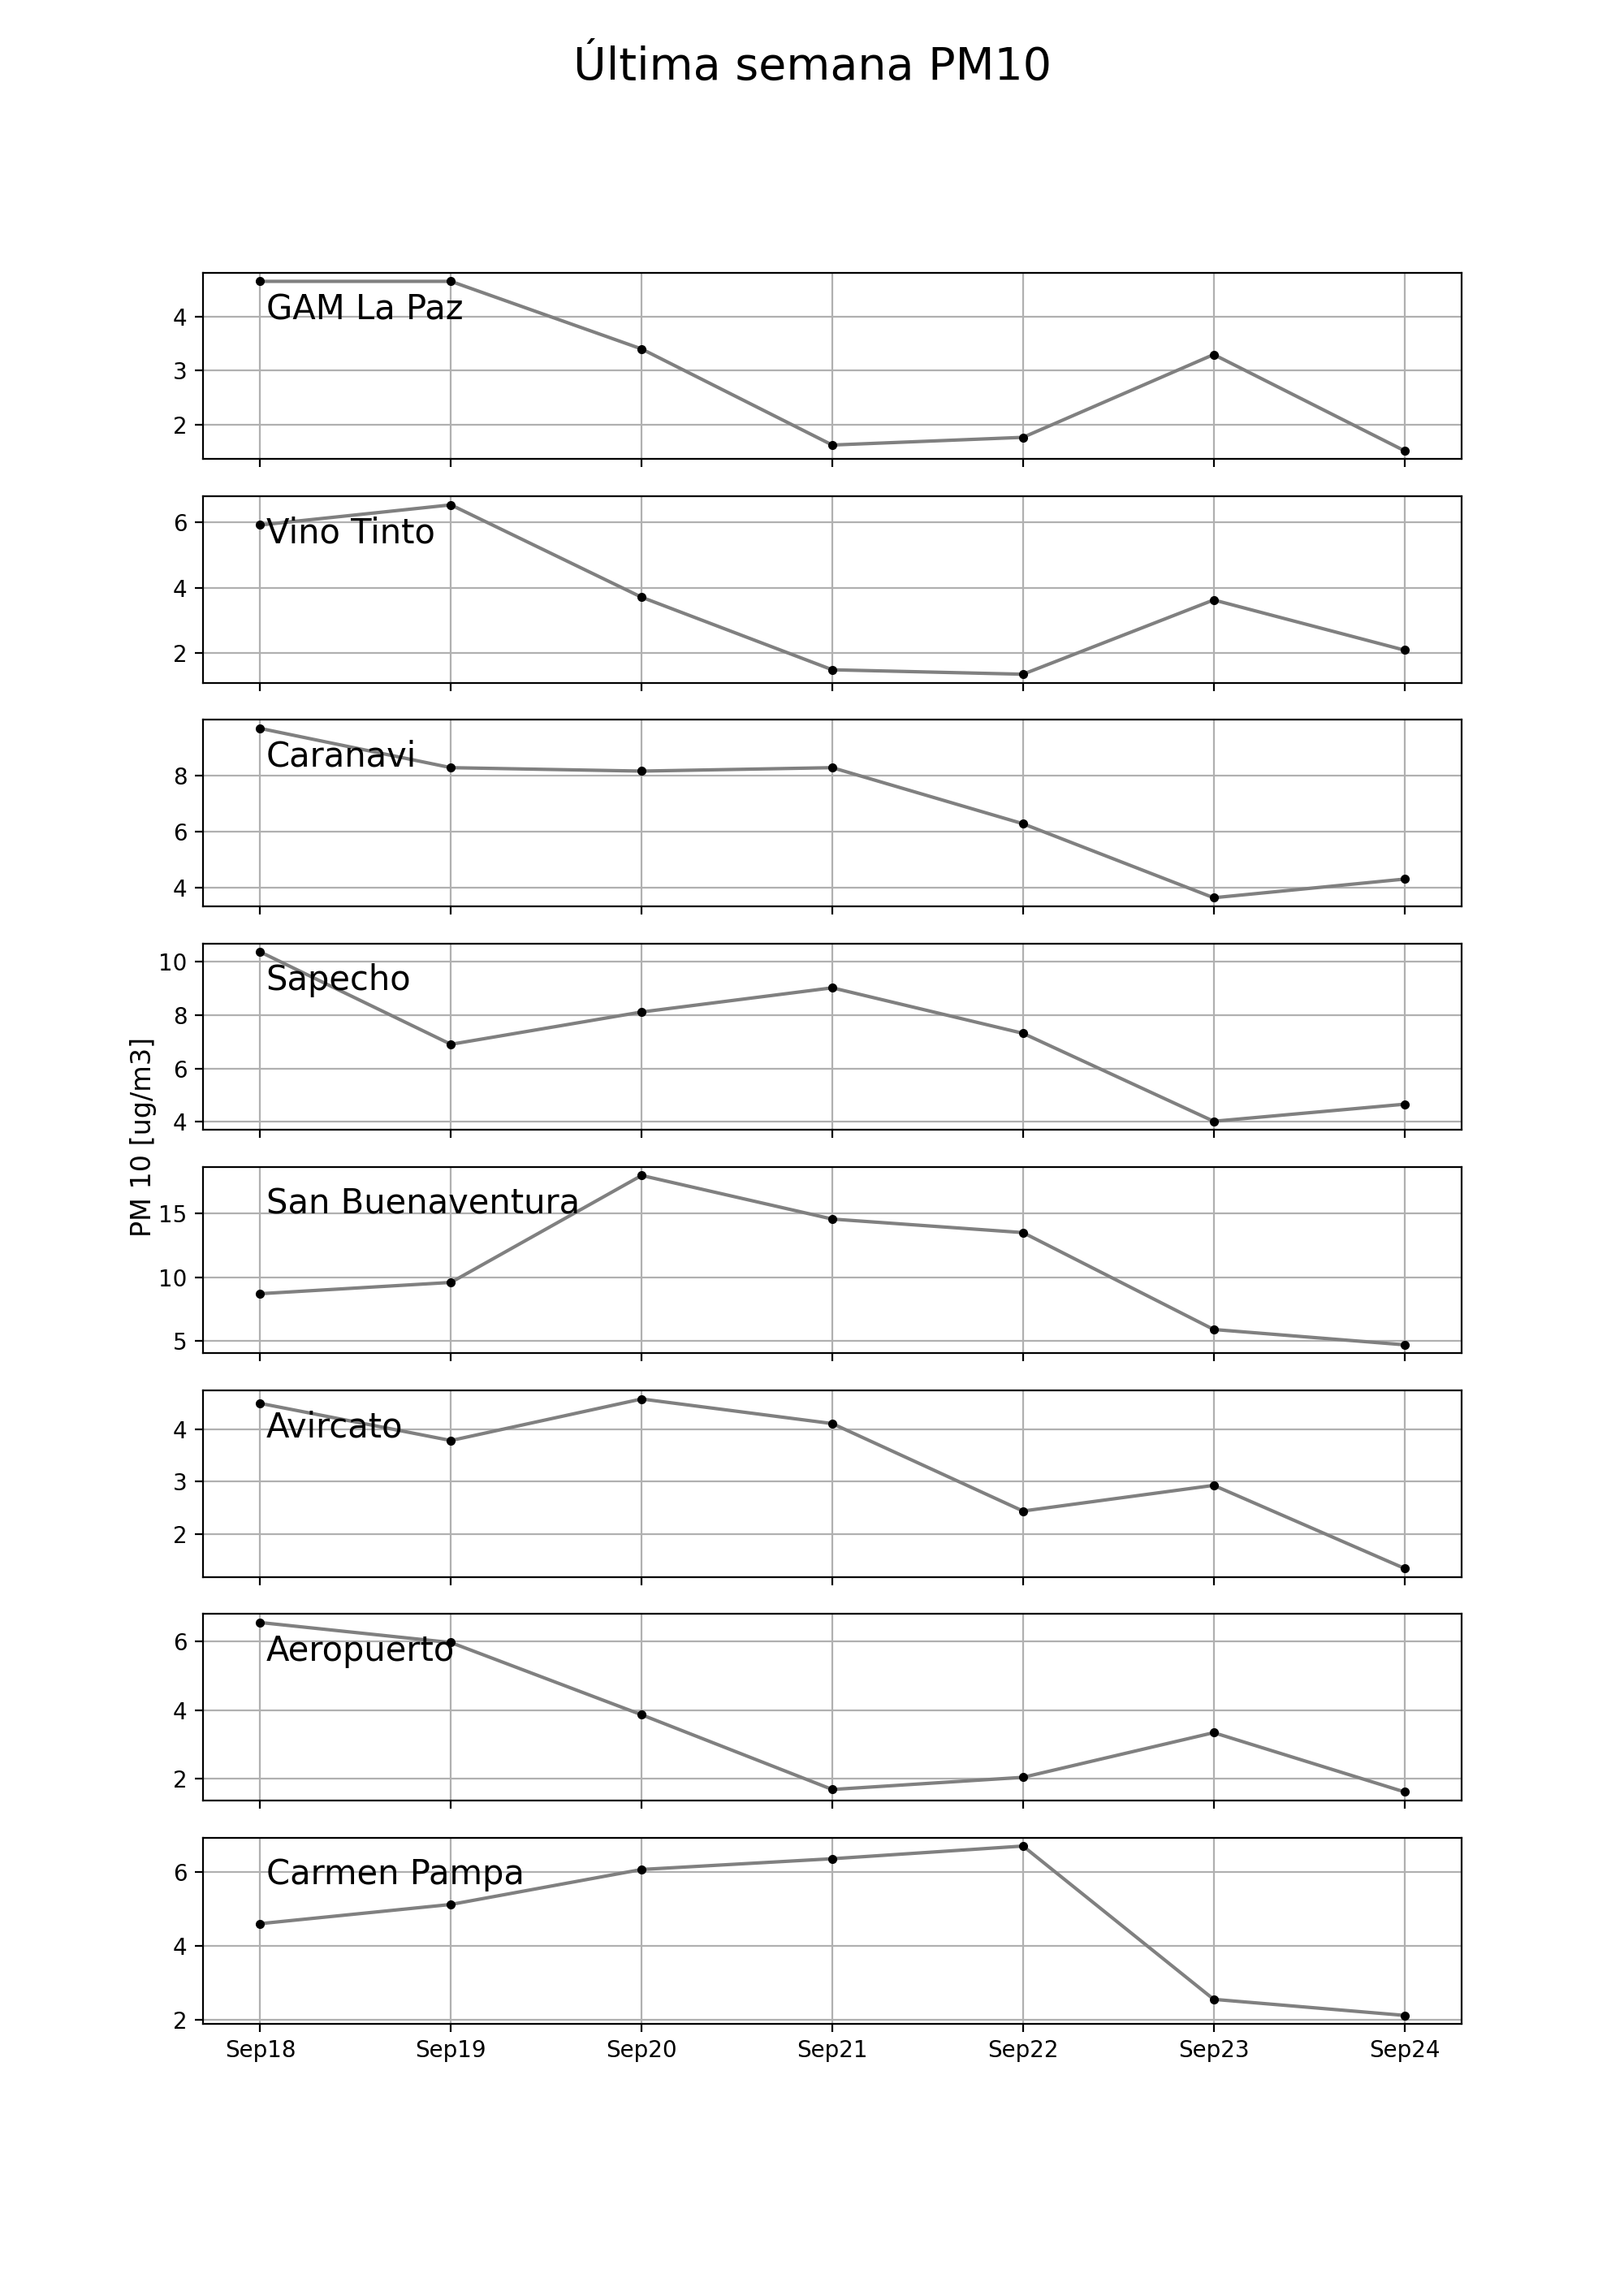 Última semana PM10
GAM La Paz
4
3
2
Vino Tinto
6
4
2
Caranavi
8
6
4
Sapecho
10
8
6
4
PM 10 [ug/m3]
San Buenaventura
15
10
5
Avircato
4
3
2
Aeropuerto
6
4
2
Carmen Pampa
6
4
2
Sep18 Sep19 Sep20 Sep21 Sep22 Sep23 Sep24